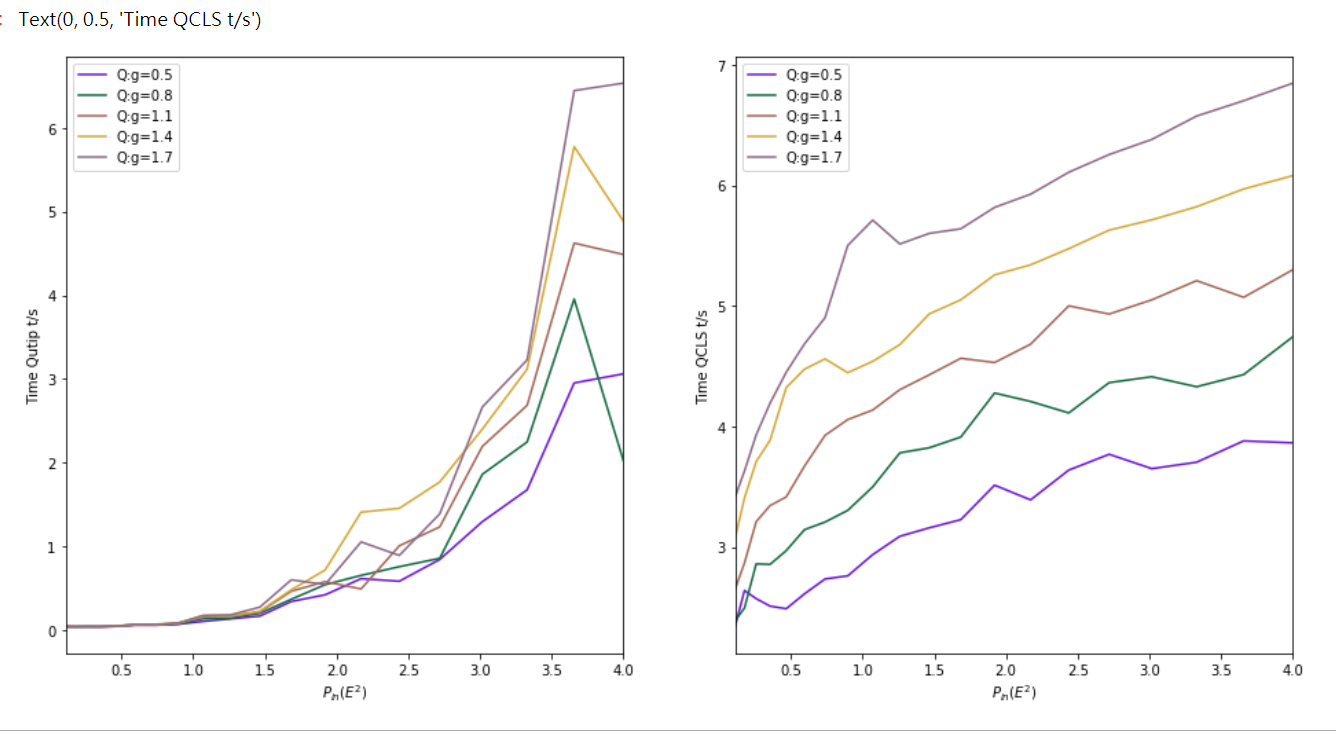 : Text(0, 0.5, 'Time QCLS t/s')
Q:g=0.5
Q:g=0.8
Q:g=1.1
Q:g=1.4
Q:g=1.7
Time Qutip t/s
6
5
4
3
2
1
0
0.5 1.0 1.5 2.0 2.5 3.0 3.5 4.0
P_in(E²)
Q:g=0.5
Q:g=0.8
Q:g=1.1
Q:g=1.4
Q:g=1.7
Time QCLS t/s
7
6
5
4
3
0.5 1.0 1.5 2.0 2.5 3.0 3.5 4.0
P_in(E²)